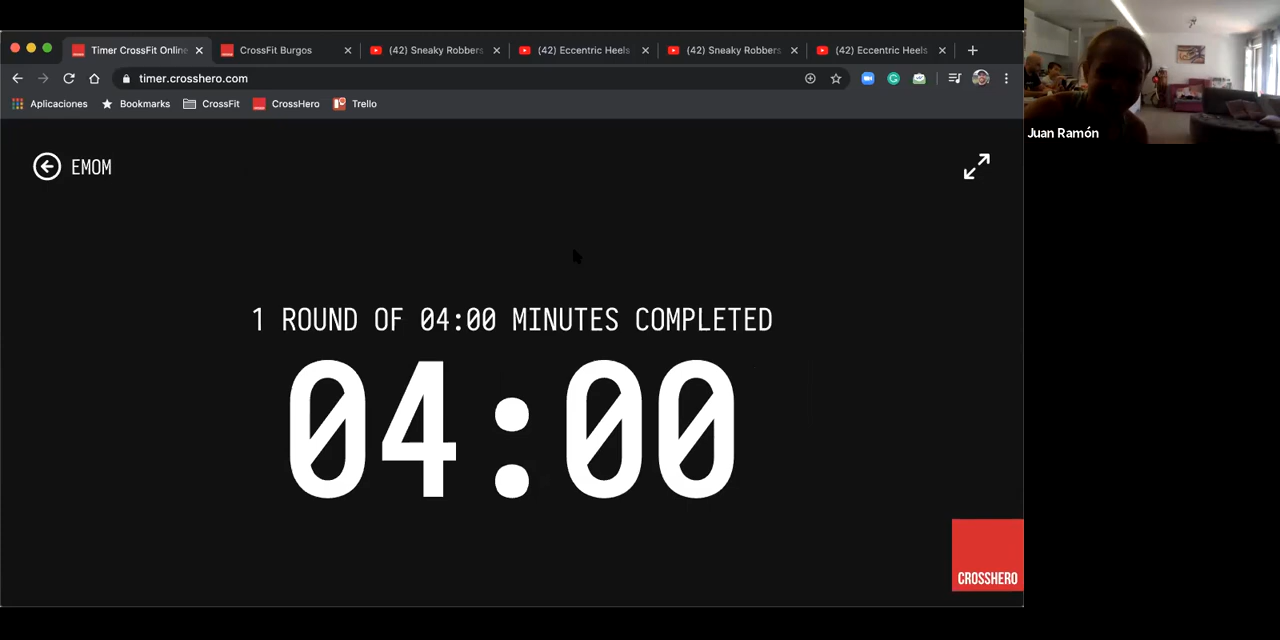 Timer CrossFit Online
CrossFit Burgos
(42) Sneaky Robbers
(42) Eccentric Heels
(42) Sneaky Robbers
(42) Eccentric Heels
timer.crosshero.com
Aplicaciones
Bookmarks
CrossFit
CrossHero
Trello
Juan Ramón
EMOM
1 ROUND OF 04:00 MINUTES COMPLETED
04:00
CROSSHERO